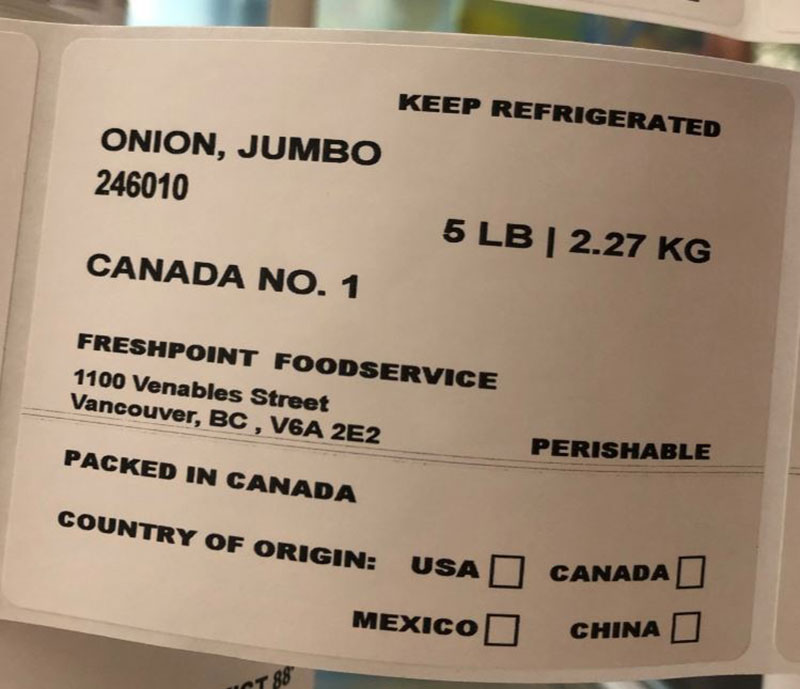 KEEP REFRIGERATED
ONION, JUMBO
246010
5 LB | 2.27 KG
CANADA NO. 1
FRESHPOINT FOODSERVICE
1100 Venables Street
Vancouver, BC , V6A 2E2
PERISHABLE
PACKED IN CANADA
COUNTRY OF ORIGIN: USA CANADA
MEXICO CHINA
88